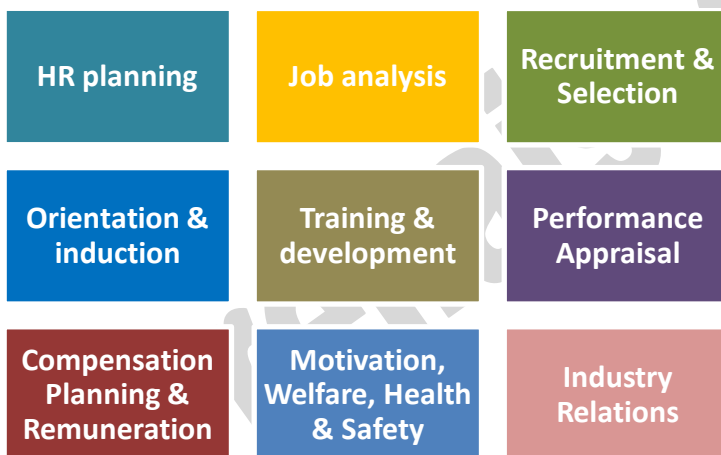 HR planning
Job analysis
Recruitment &
Selection
Orientation &
induction
Training &
development
Performance
Appraisal
Compensation
Planning &
Remuneration
Motivation,
Welfare, Health
& Safety
Industry
Relations